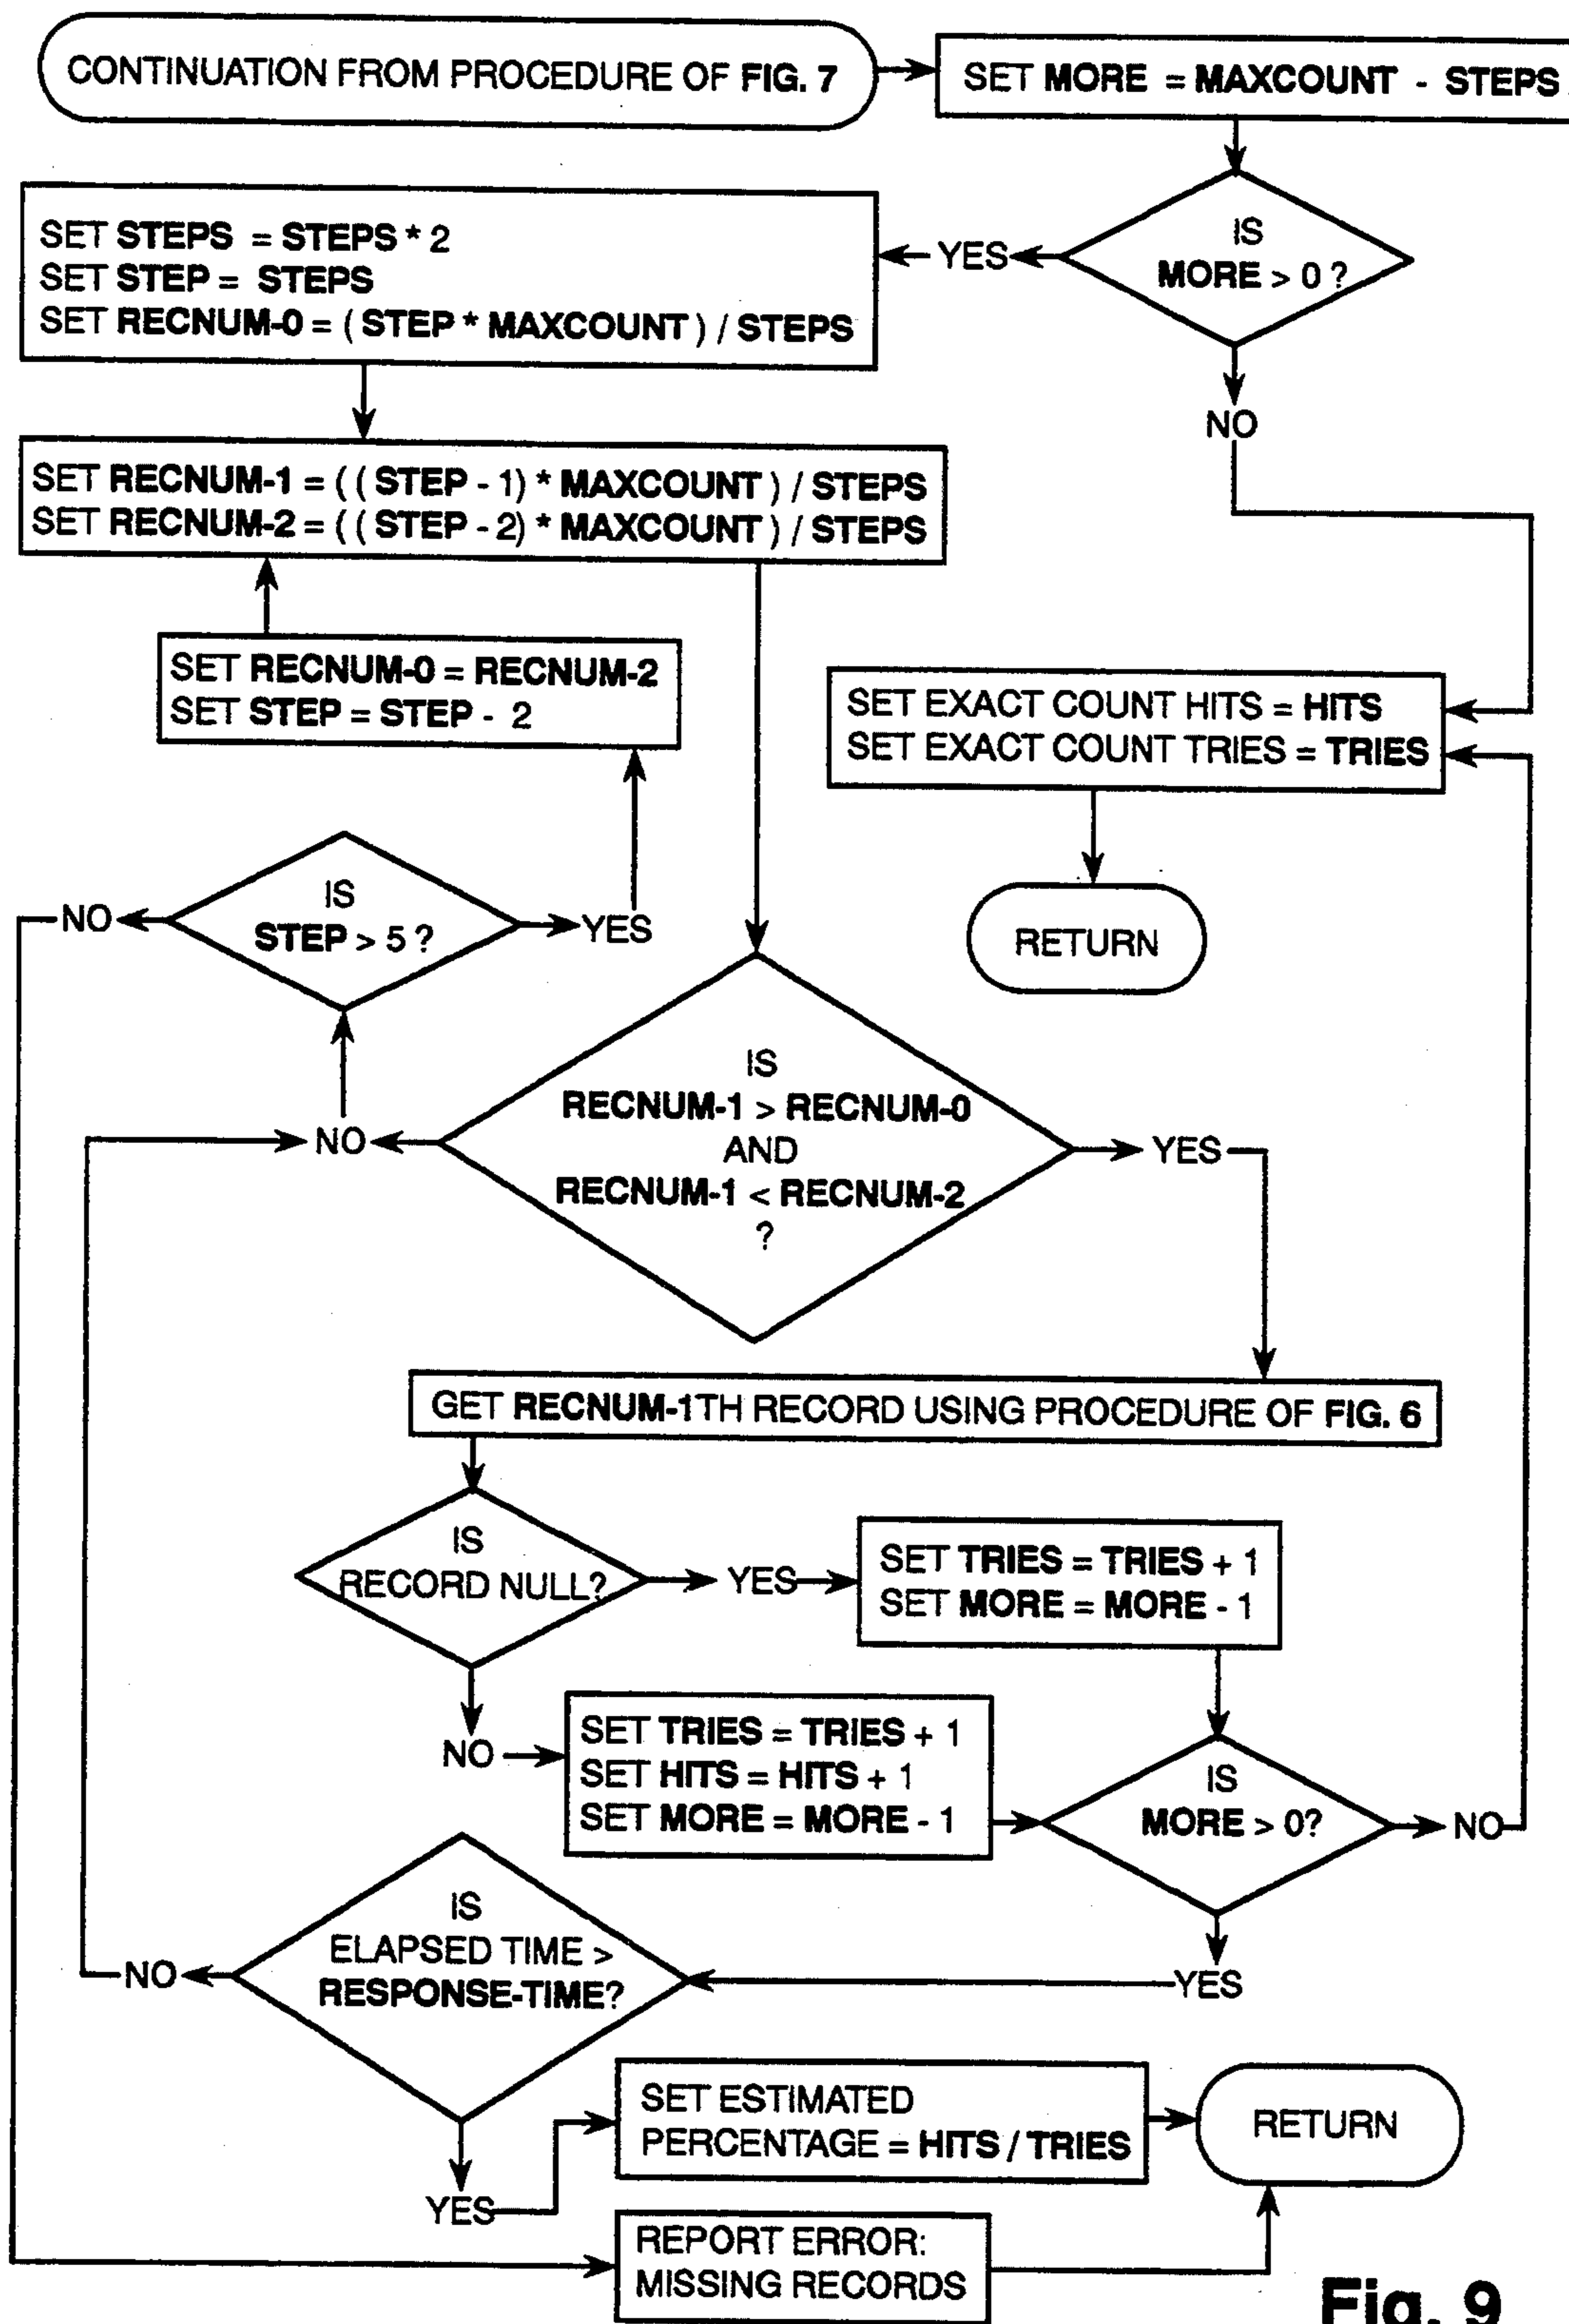 CONTINUATION FROM PROCEDURE OF FIG. 7
SET MORE = MAXCOUNT - STEPS
IS
MORE > 0 ?
YES
NO
SET STEPS = STEPS * 2
SET STEP = STEPS
SET RECNUM-0 = ( STEP * MAXCOUNT ) / STEPS
SET RECNUM-1 = ( ( STEP - 1) * MAXCOUNT ) / STEPS
SET RECNUM-2 = ( ( STEP - 2) * MAXCOUNT ) / STEPS
SET RECNUM-0 = RECNUM-2
SET STEP = STEP - 2
SET EXACT COUNT HITS = HITS
SET EXACT COUNT TRIES = TRIES
RETURN
IS
STEP > 5 ?
NO
YES
IS
RECNUM-1 > RECNUM-0
AND
RECNUM-1 < RECNUM-2
?
NO
YES
GET RECNUM-1TH RECORD USING PROCEDURE OF FIG. 6
IS
RECORD NULL?
YES
SET TRIES = TRIES + 1
SET MORE = MORE - 1
NO
SET TRIES = TRIES + 1
SET HITS = HITS + 1
SET MORE = MORE - 1
IS
MORE > 0?
NO
YES
IS
ELAPSED TIME >
RESPONSE-TIME?
NO
YES
SET ESTIMATED
PERCENTAGE = HITS / TRIES
RETURN
REPORT ERROR:
MISSING RECORDS
Fig. 9